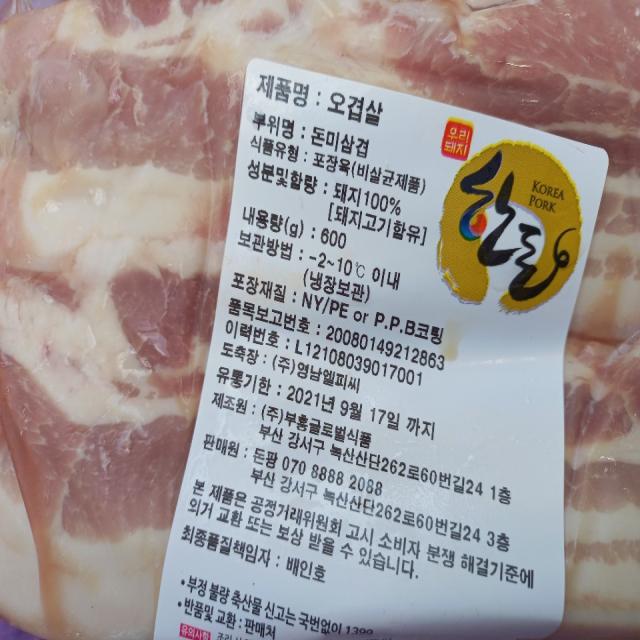 제품명 : 오겹살
부위명 : 돈미삼겹
식품유형 : 포장육(비살균제품)
성분및함량 : 돼지100%
[돼지고기함유]
내용량(g) : 600
보관방법 : -2~10℃ 이내
(냉장보관)
포장재질 : NY/PE or P.P.B코팅
품목보고번호 : 20080149212863
이력번호 : L12108039017001
도축장 : (주)영남엘피씨
유통기한 : 2021년 9월 17일 까지
제조원 : (주)부흥글로벌식품
부산 강서구 녹산산단262로60번길24 1층
판매원 : 돈팡 070 8888 2088
부산 강서구 녹산산단262로60번길24 3층
본 제품은 공정거래위원회 고시 소비자 분쟁 해결기준에
의거 교환 또는 보상 받을 수 있습니다.
최종품질책임자 : 배인호
•부정 불량 축산물 신고는 국번없이 1399
•반품및 교환 : 판매처
유의사항
우리
돼지
한돈
KOREA
PORK